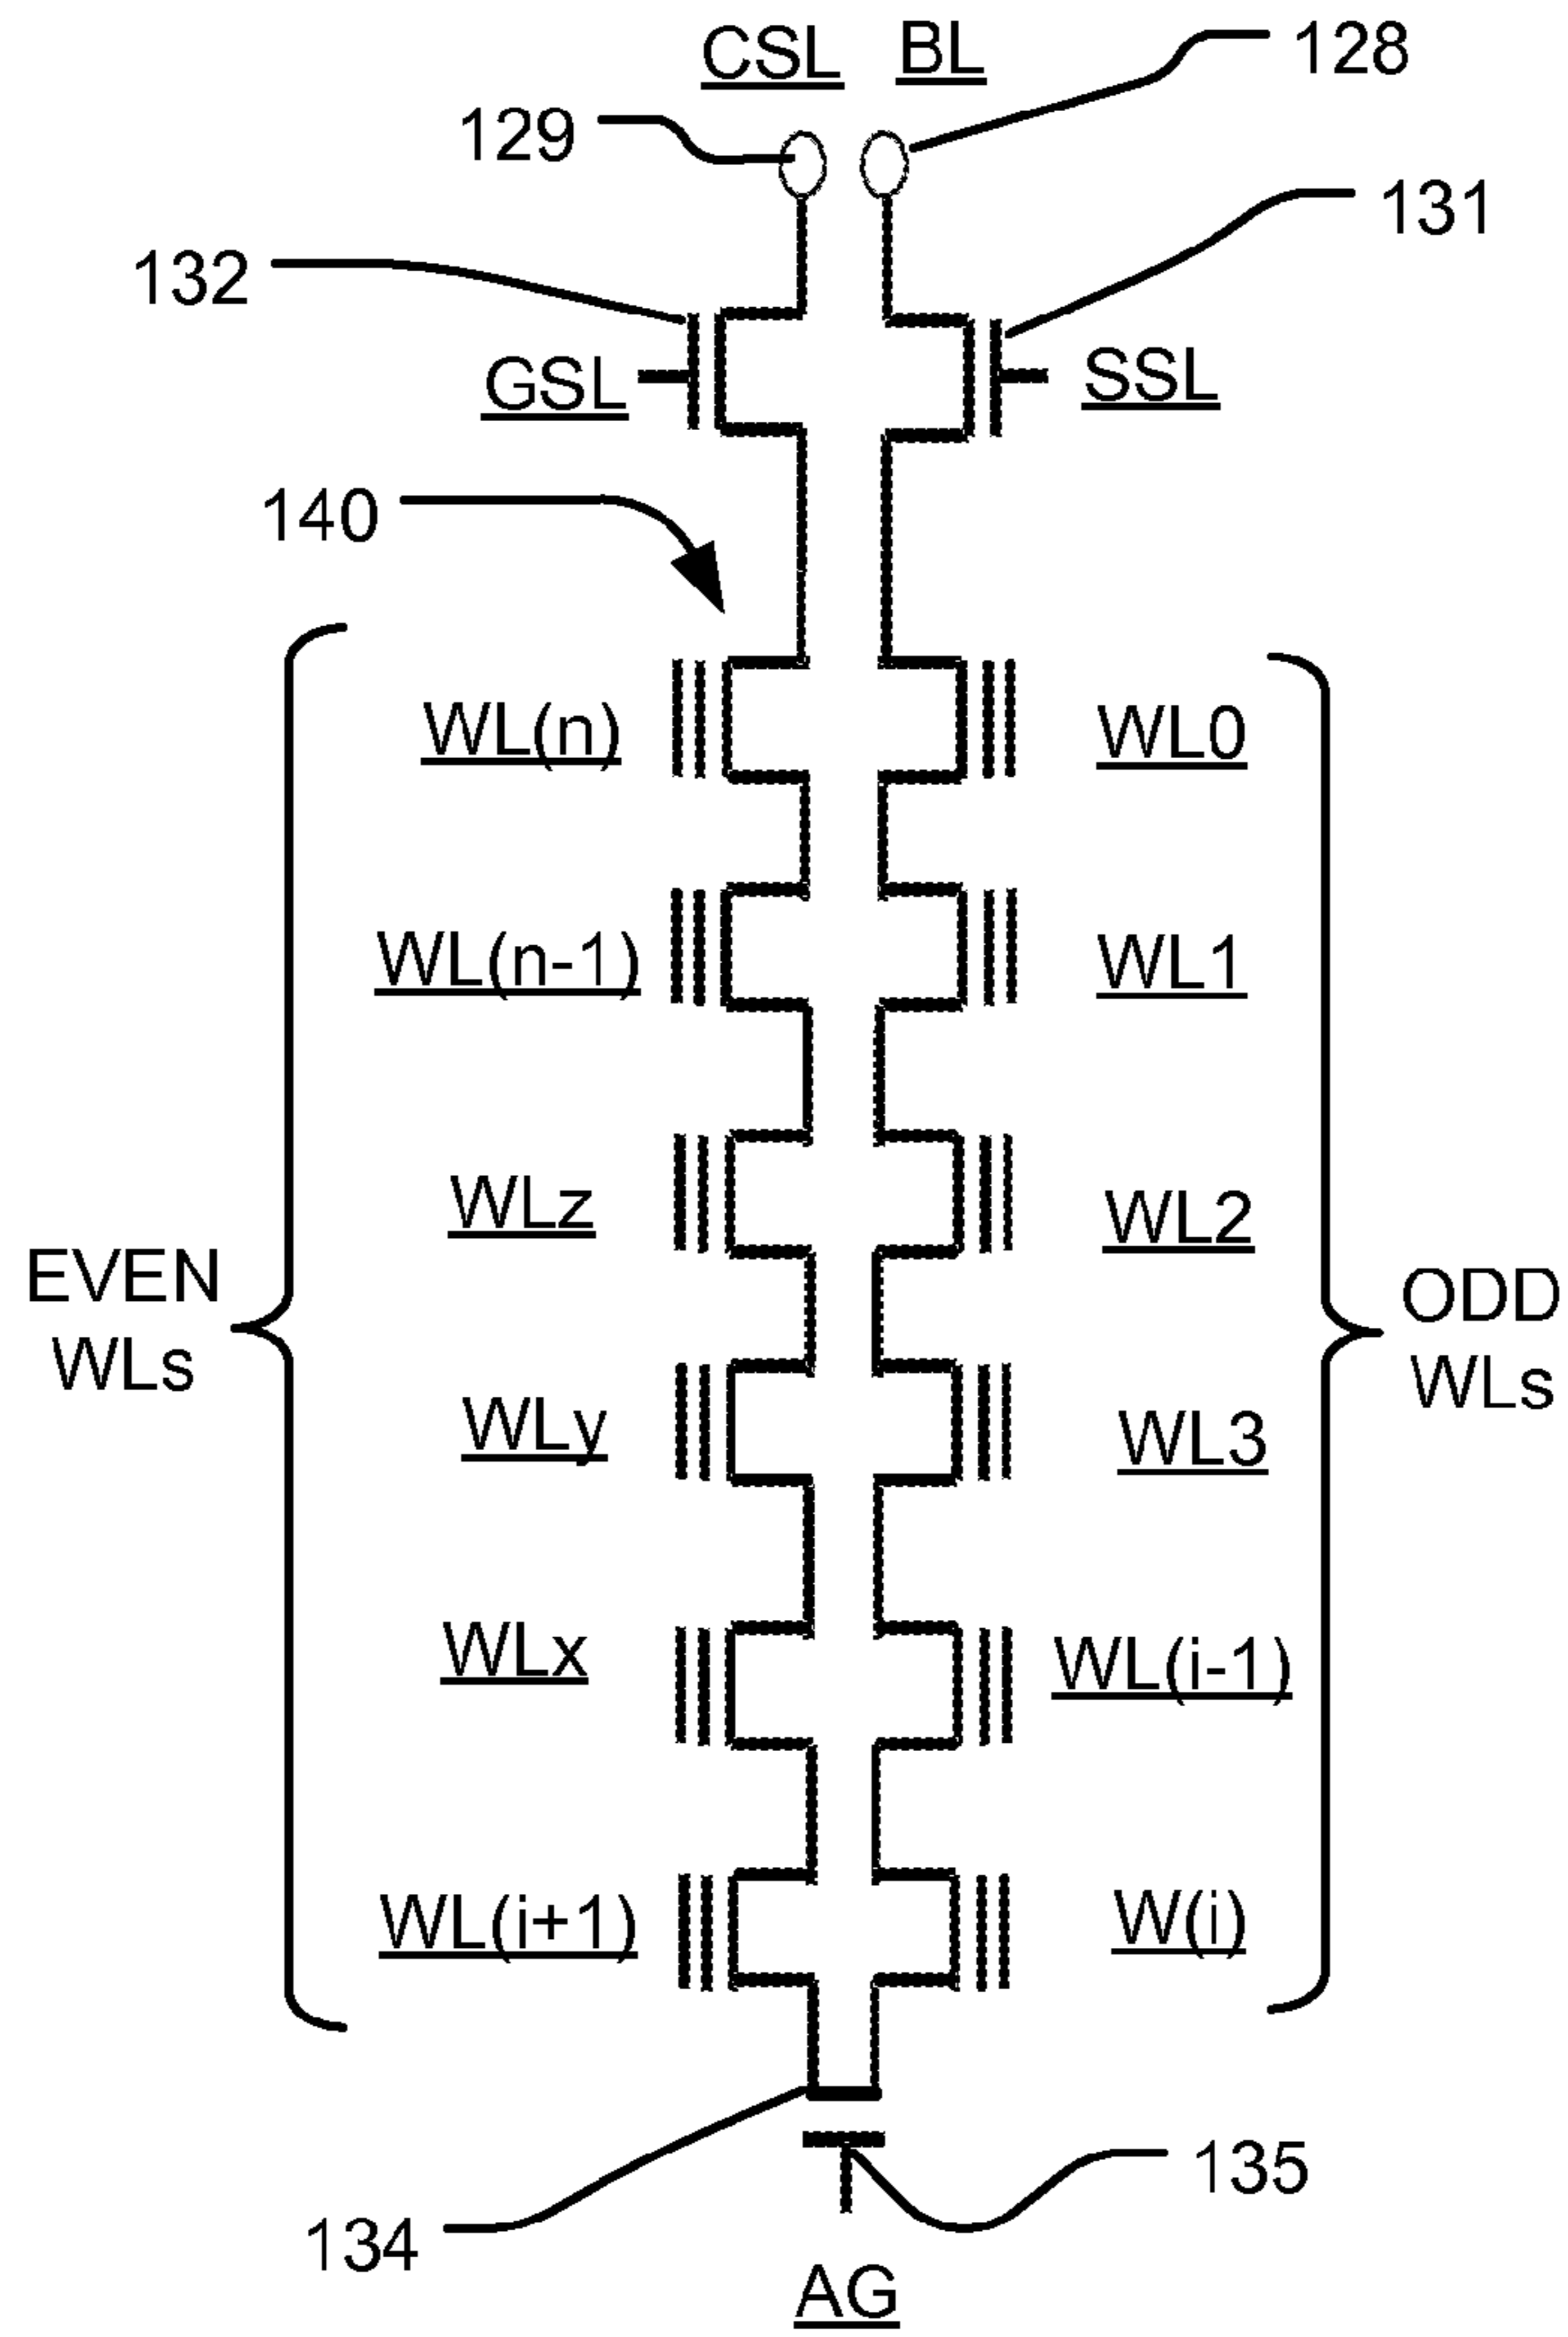 CSL BL 128
129
131
132
GSL SSL
140
WL(n) WL0
WL(n-1) WL1
WLz WL2
EVEN
WLs
ODD
WLs
WLy WL3
WLx WL(i-1)
WL(i+1) W(i)
135
134
AG